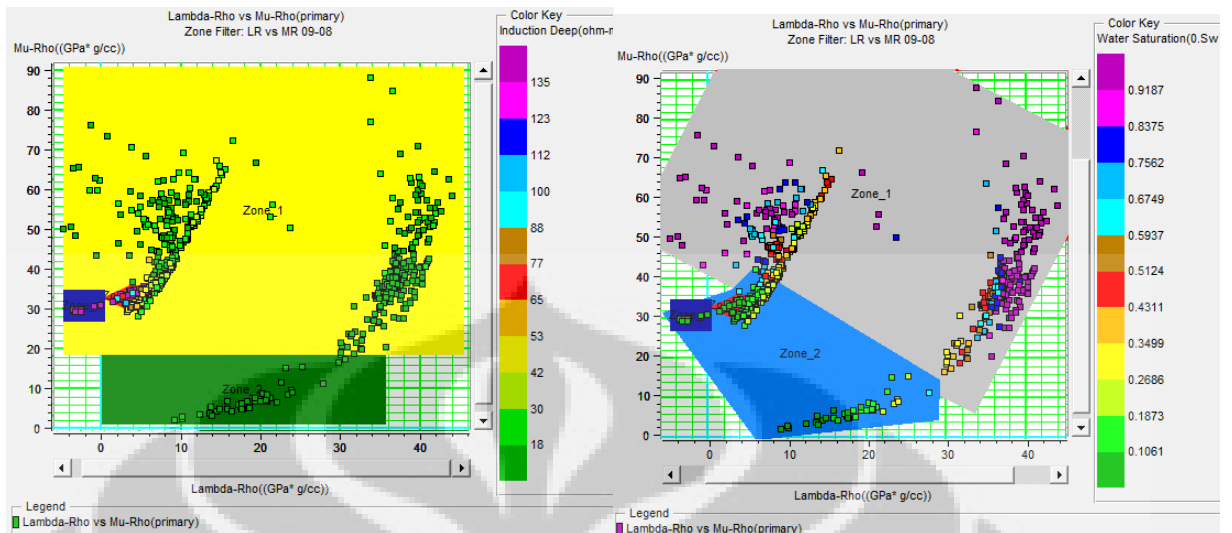 Lambda-Rho vs Mu-Rho(primary)
Zone Filter: LR vs MR 09-08
Mu-Rho((GPa* g/cc))
90
80
70
60
50
40
30
20
10
0
Zone_1
Zone_2
0
10
20
30
40
Lambda-Rho((GPa* g/cc))
Legend
Lambda-Rho vs Mu-Rho(primary)
Color Key
Induction Deep(ohm-m
135
123
112
100
88
77
65
53
42
30
18
Lambda-Rho vs Mu-Rho(primary)
Zone Filter: LR vs MR 09-08
Mu-Rho((GPa* g/cc))
90
80
70
60
50
40
30
20
10
0
Zone_1
Zone_2
0
10
20
30
40
Lambda-Rho((GPa* g/cc))
Legend
Lambda-Rho vs Mu-Rho(primary)
Color Key
Water Saturation(0.Sw
0.9187
0.8375
0.7562
0.6749
0.5937
0.5124
0.4311
0.3499
0.2686
0.1873
0.1061